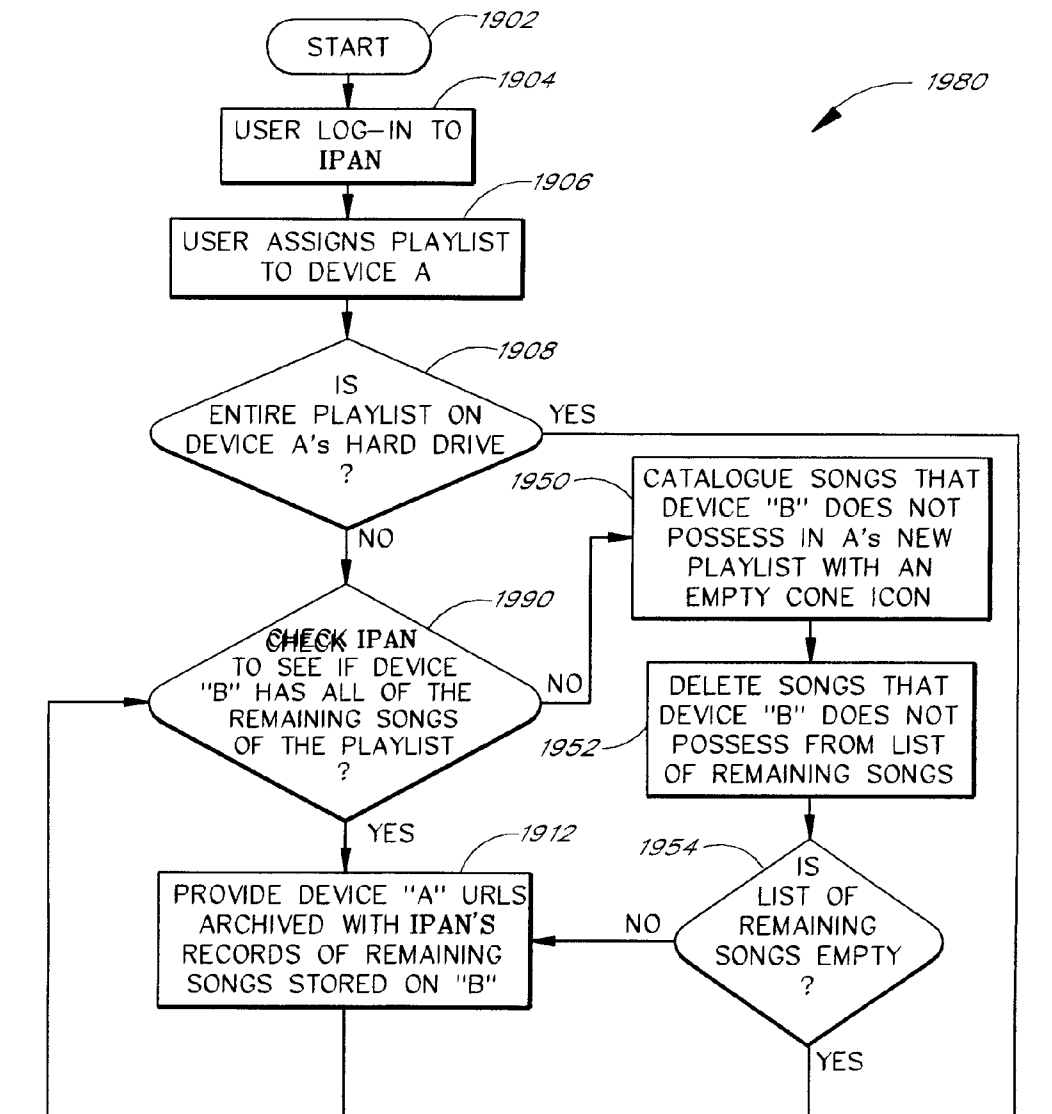 START
1902
1904
1980
USER LOG-IN TO
IPAN
1906
USER ASSIGNS PLAYLIST
TO DEVICE A
1908
IS
ENTIRE PLAYLIST ON
DEVICE A's HARD DRIVE
?
YES
NO
1950
CATALOGUE SONGS THAT
DEVICE "B" DOES NOT
POSSESS IN A's NEW
PLAYLIST WITH AN
EMPTY CONE ICON
1990
CHECK IPAN
TO SEE IF DEVICE
"B" HAS ALL OF THE
REMAINING SONGS
OF THE PLAYLIST
?
NO
YES
1952
DELETE SONGS THAT
DEVICE "B" DOES NOT
POSSESS FROM LIST
OF REMAINING SONGS
1912
PROVIDE DEVICE "A" URLS
ARCHIVED WITH IPAN'S
RECORDS OF REMAINING
SONGS STORED ON "B"
1954
IS
LIST OF
REMAINING
SONGS EMPTY
?
NO
YES